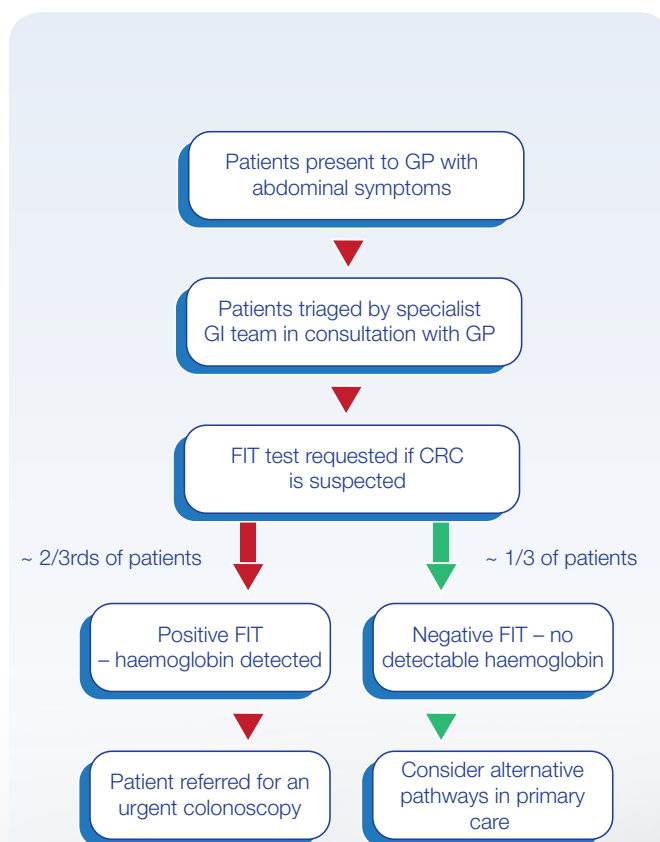 Patients present to GP with
abdominal symptoms
Patients triaged by specialist
GI team in consultation with GP
FIT test requested if CRC
is suspected
~ 2/3rds of patients
~ 1/3 of patients
Positive FIT
– haemoglobin detected
Negative FIT – no
detectable haemoglobin
Patient referred for an
urgent colonoscopy
Consider alternative
pathways in primary
care